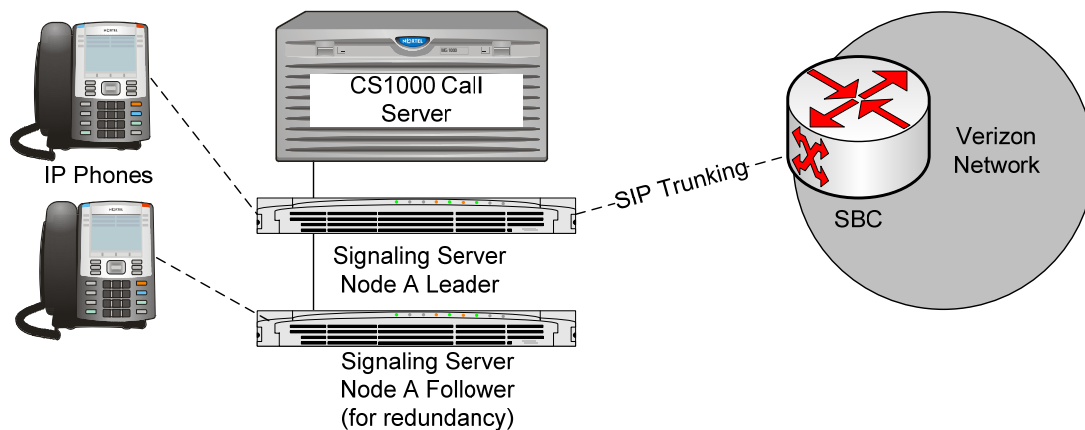 NORTEL
CS1000 Call
Server
IP Phones
Signaling Server
Node A Leader
Signaling Server
Node A Follower
(for redundancy)
SIP Trunking
SBC
Verizon
Network